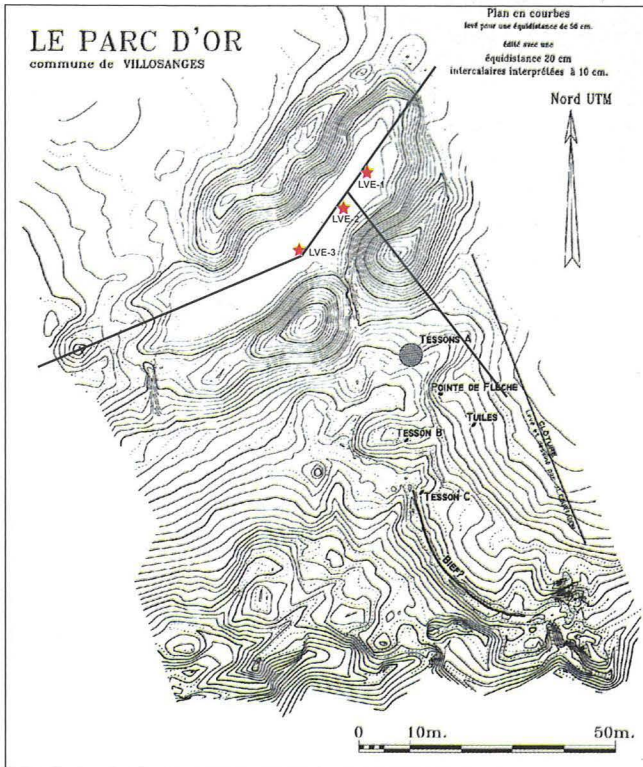 LE PARC D'OR
commune de VILLOSANGES
Plan en courbes
levé pour une équidistance de 50 cm.
édité avec une
équidistance 20 cm
intercalaires interprétées à 10 cm.
Nord UTM
LVE-1
LVE-2
LVE-3
TESSONS A
POINTE DE FLÈCHE
TUILES
TESSON B
CLÔTURE
TESSON C
BIEF?
0 10m. 50m.